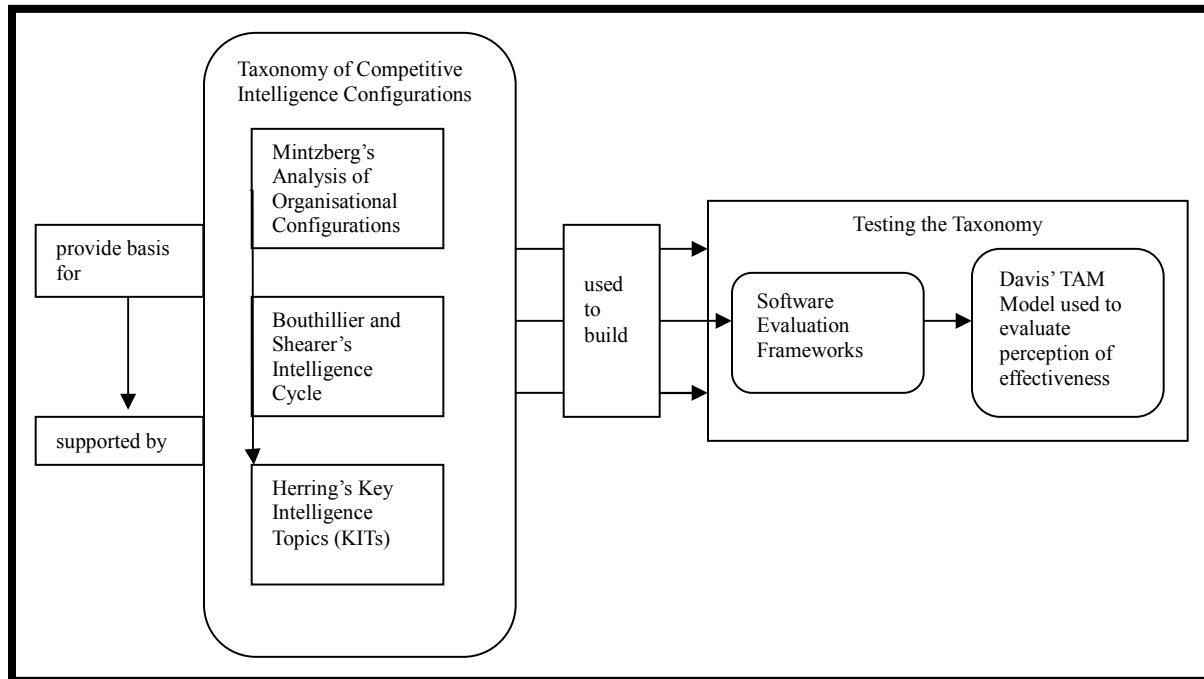 Taxonomy of Competitive
Intelligence Configurations
Mintzberg’s
Analysis of
Organisational
Configurations
provide basis
for
Bouthillier and
Shearer’s
Intelligence
Cycle
supported by
Herring’s Key
Intelligence
Topics (KITs)
used
to
build
Testing the Taxonomy
Software
Evaluation
Frameworks
Davis’ TAM
Model used to
evaluate
perception of
effectiveness